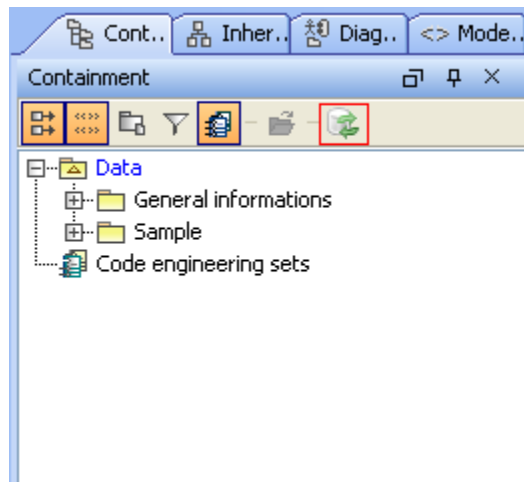 Cont.. Inher.. Diag.. <> Mode..
Containment
Data
General informations
Sample
Code engineering sets